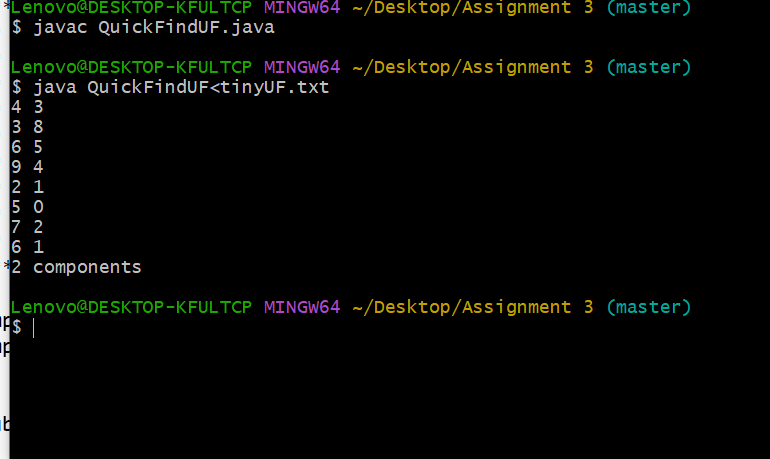 Lenovo@DESKTOP-KFULTCP MINGW64 ~/Desktop/Assignment 3 (master)
$ javac QuickFindUF.java
Lenovo@DESKTOP-KFULTCP MINGW64 ~/Desktop/Assignment 3 (master)
$ java QuickFindUF<tinyUF.txt
4 3
3 8
6 5
9 4
2 1
5 0
7 2
6 1
2 components
Lenovo@DESKTOP-KFULTCP MINGW64 ~/Desktop/Assignment 3 (master)
$